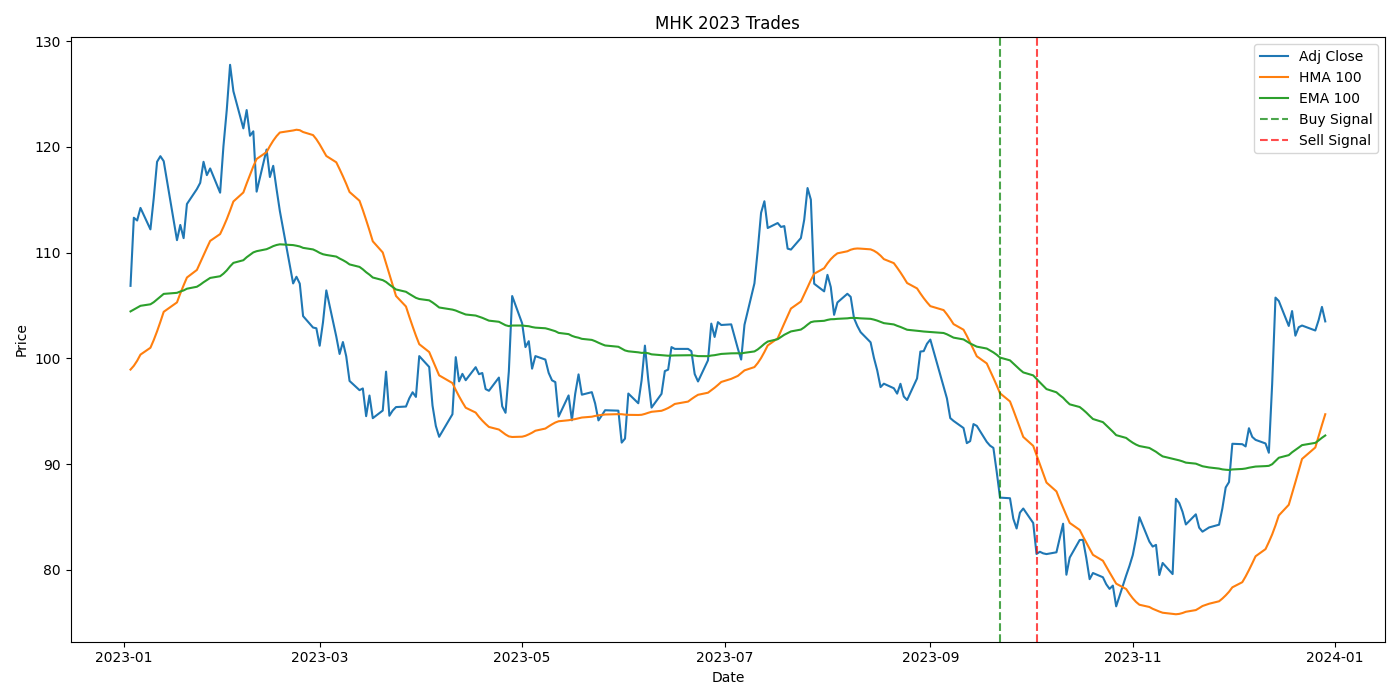 MHK 2023 Trades
Price
130
120
110
100
90
80
Adj Close
HMA 100
EMA 100
Buy Signal
Sell Signal
2023-01
2023-03
2023-05
2023-07
2023-09
2023-11
2024-01
Date